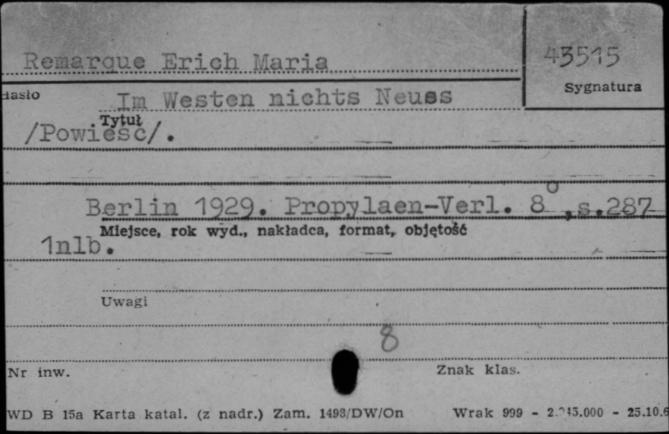 Remarque Erich Maria
43515
Hasło
Sygnatura
Im Westen nichts Neues
Tytuł
/Powieść/.
Berlin 1929. Propylaen-Verl. 8°, s.287
Miejsce, rok wyd., nakładca, format, objętość
1nlb.
Uwagi
8
Nr inw.
Znak klas.
WD B 15a Karta katal. (z nadr.) Zam. 1498/DW/On Wrak 999 -